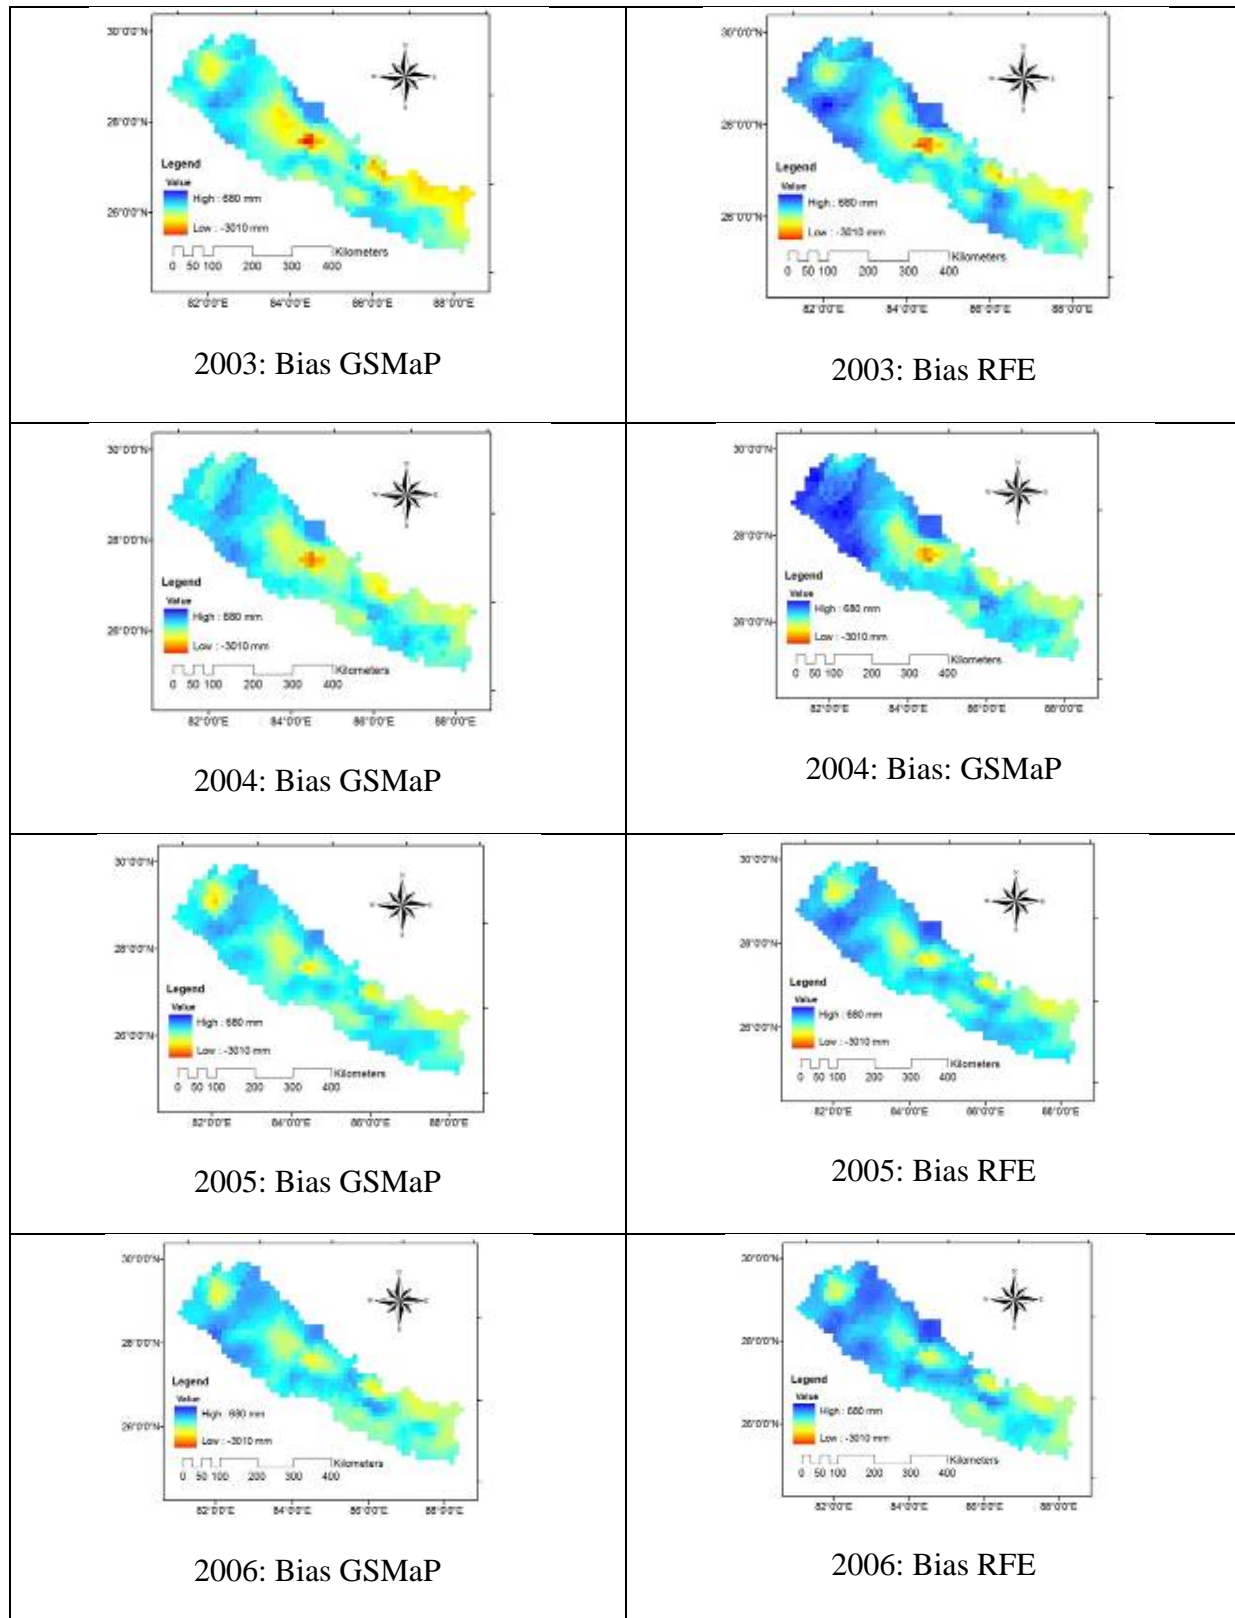 30°0'0"N
28°0'0"N
26°0'0"N
Legend
Value
High : 680 mm
Low : -3010 mm
Kilometers
0 50 100 200 300 400
82°0'0"E 84°0'0"E 86°0'0"E 88°0'0"E
2003: Bias GSMaP
30°0'0"N
28°0'0"N
26°0'0"N
Legend
Value
High : 680 mm
Low : -3010 mm
Kilometers
0 50 100 200 300 400
82°0'0"E 84°0'0"E 86°0'0"E 88°0'0"E
2003: Bias RFE
30°0'0"N
28°0'0"N
26°0'0"N
Legend
Value
High : 680 mm
Low : -3010 mm
Kilometers
0 50 100 200 300 400
82°0'0"E 84°0'0"E 86°0'0"E 88°0'0"E
2004: Bias GSMaP
30°0'0"N
28°0'0"N
26°0'0"N
Legend
Value
High : 680 mm
Low : -3010 mm
Kilometers
0 50 100 200 300 400
82°0'0"E 84°0'0"E 86°0'0"E 88°0'0"E
2004: Bias: GSMaP
30°0'0"N
28°0'0"N
26°0'0"N
Legend
Value
High : 680 mm
Low : -3010 mm
Kilometers
0 50 100 200 300 400
82°0'0"E 84°0'0"E 86°0'0"E 88°0'0"E
2005: Bias GSMaP
30°0'0"N
28°0'0"N
26°0'0"N
Legend
Value
High : 680 mm
Low : -3010 mm
Kilometers
0 50 100 200 300 400
82°0'0"E 84°0'0"E 86°0'0"E 88°0'0"E
2005: Bias RFE
30°0'0"N
28°0'0"N
26°0'0"N
Legend
Value
High : 680 mm
Low : -3010 mm
Kilometers
0 50 100 200 300 400
82°0'0"E 84°0'0"E 86°0'0"E 88°0'0"E
2006: Bias GSMaP
30°0'0"N
28°0'0"N
26°0'0"N
Legend
Value
High : 680 mm
Low : -3010 mm
Kilometers
0 50 100 200 300 400
82°0'0"E 84°0'0"E 86°0'0"E 88°0'0"E
2006: Bias RFE